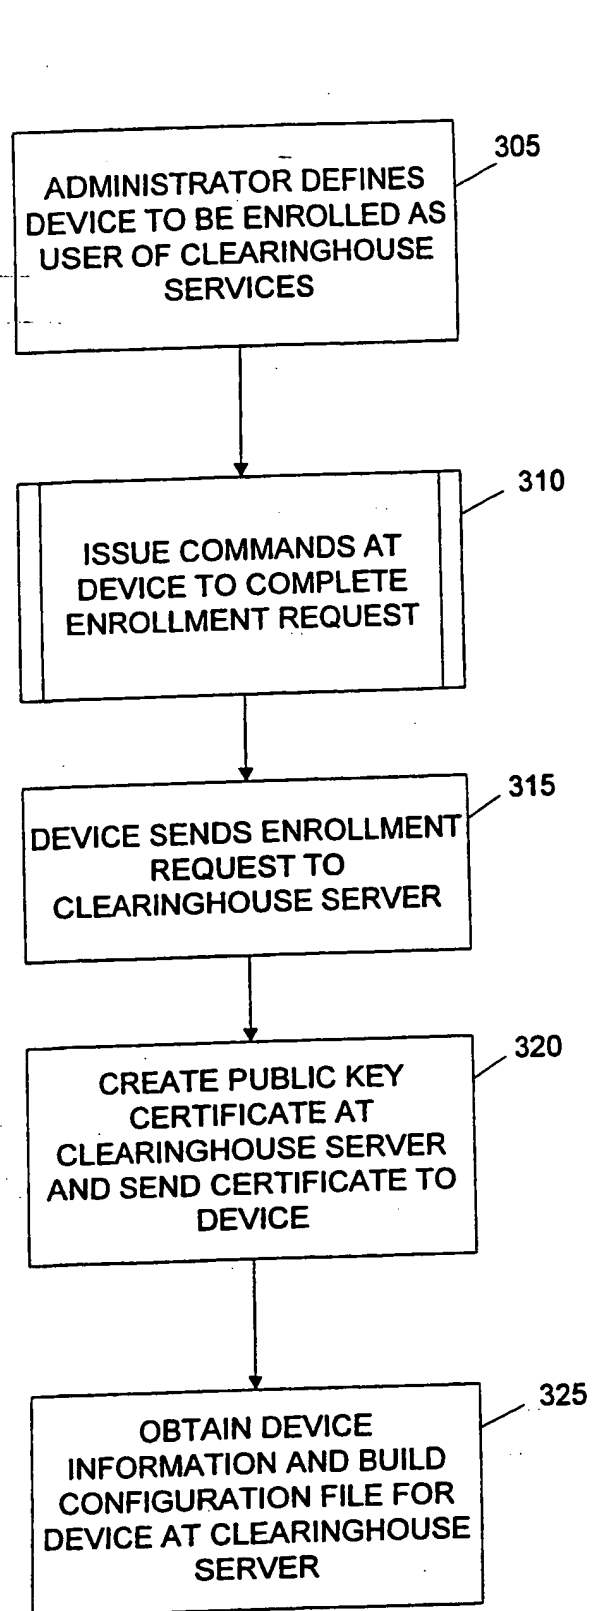 305
ADMINISTRATOR DEFINES
DEVICE TO BE ENROLLED AS
USER OF CLEARINGHOUSE
SERVICES
310
ISSUE COMMANDS AT
DEVICE TO COMPLETE
ENROLLMENT REQUEST
315
DEVICE SENDS ENROLLMENT
REQUEST TO
CLEARINGHOUSE SERVER
320
CREATE PUBLIC KEY
CERTIFICATE AT
CLEARINGHOUSE SERVER
AND SEND CERTIFICATE TO
DEVICE
325
OBTAIN DEVICE
INFORMATION AND BUILD
CONFIGURATION FILE FOR
DEVICE AT CLEARINGHOUSE
SERVER